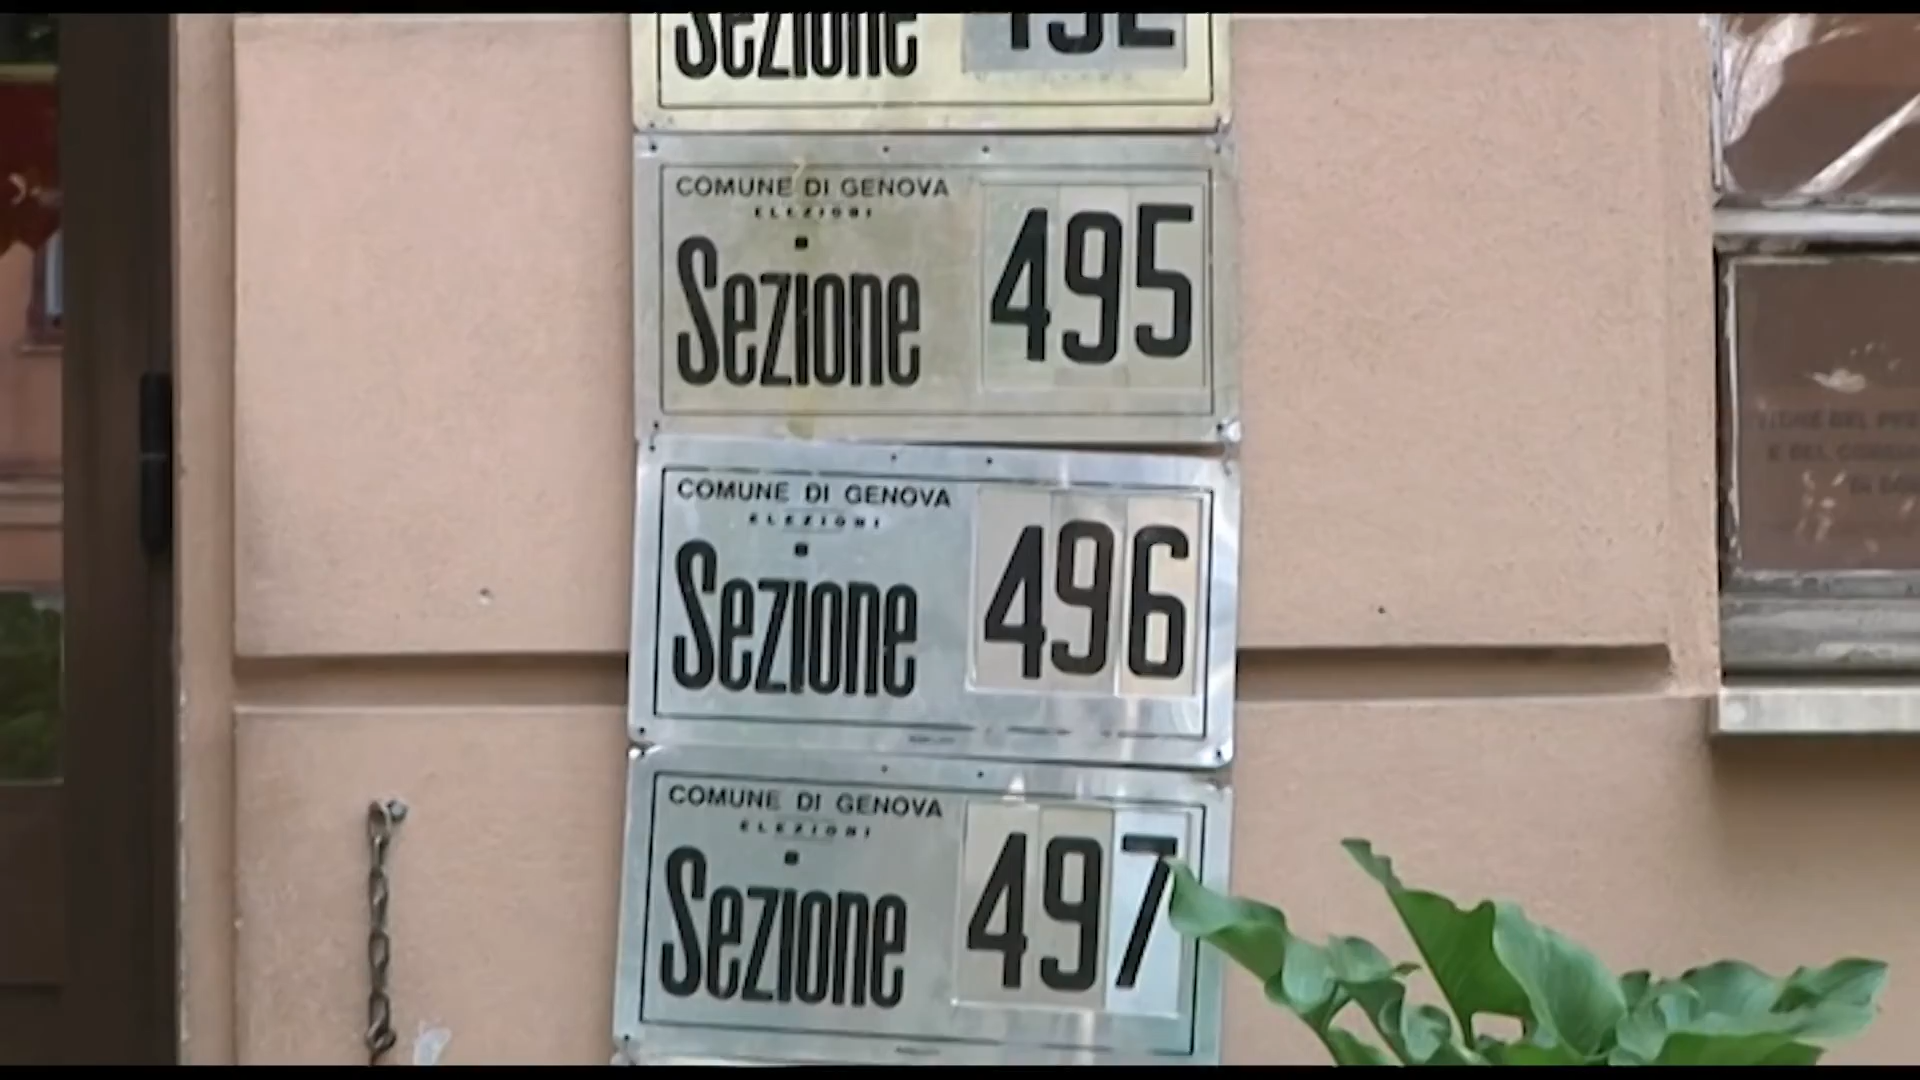 Sezione
COMUNE DI GENOVA
ELEZIONI
Sezione 495
COMUNE DI GENOVA
ELEZIONI
Sezione 496
COMUNE DI GENOVA
ELEZIONI
Sezione 497